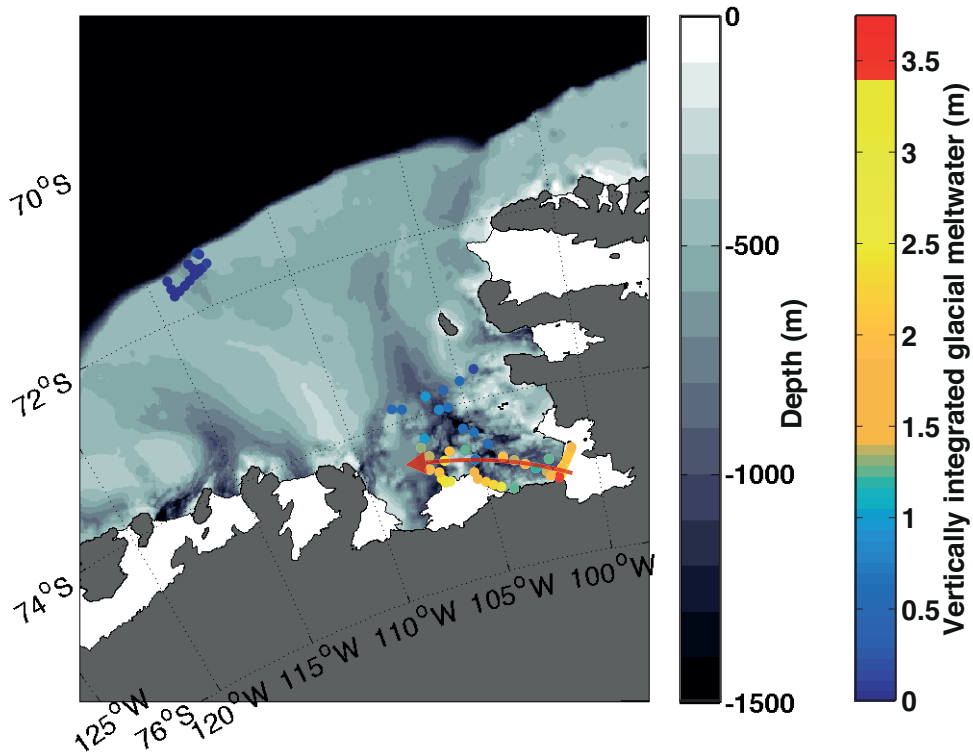 70°S
72°S
74°S
76°S
125°W
120°W
115°W
110°W
105°W
100°W
0
-500
-1000
-1500
Depth (m)
3.5
3
2.5
2
1.5
1
0.5
0
Vertically integrated glacial meltwater (m)